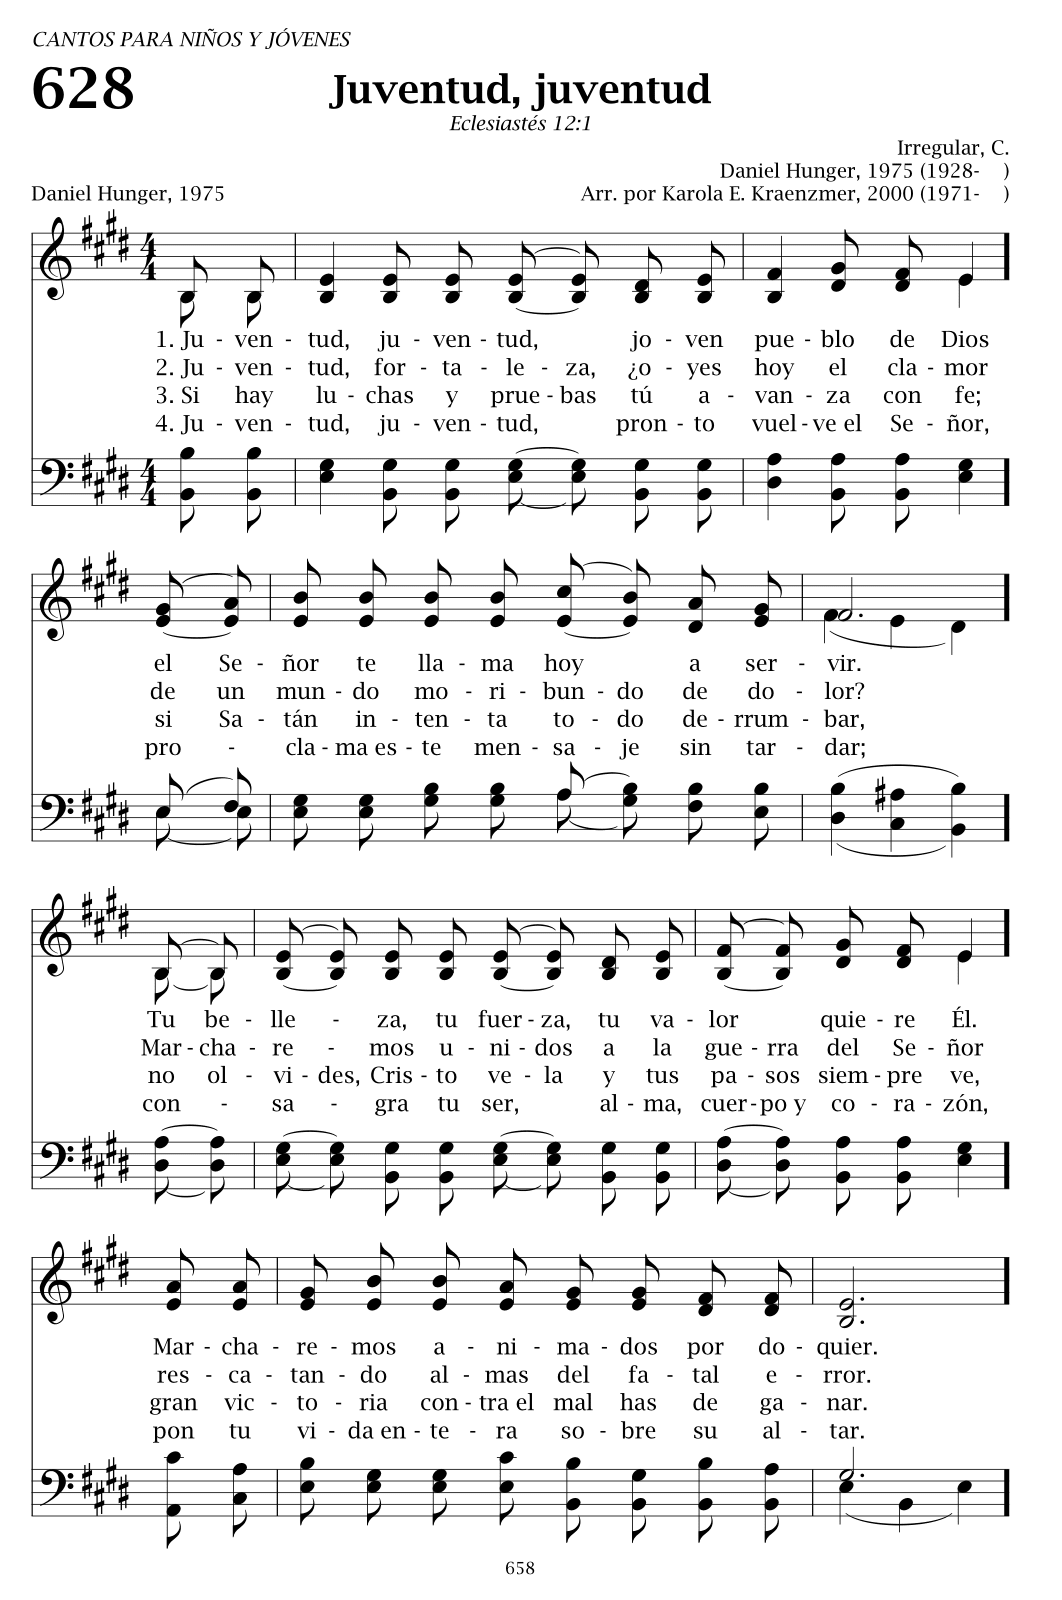 CANTOS PARA NIÑOS Y JÓVENES
628
Juventud, juventud
Eclesiastés 12:1
Irregular, C.
Daniel Hunger, 1975 (1928-    )
Daniel Hunger, 1975
Arr. por Karola E. Kraenzmer, 2000 (1971-    )
1. Ju - ven - tud, ju - ven - tud, jo - ven pue - blo de Dios
2. Ju - ven - tud, for - ta - le - za, ¿o - yes hoy el cla - mor
3. Si hay lu - chas y prue - bas tú a - van - za con fe;
4. Ju - ven - tud, ju - ven - tud, pron - to vuel - ve el Se - ñor,
el Se - ñor te lla - ma hoy a ser - vir.
de un mun - do mo - ri - bun - do de do - lor?
si Sa - tán in - ten - ta to - do de - rrum - bar,
pro - cla - ma es - te men - sa - je sin tar - dar;
Tu be - lle - za, tu fuer - za, tu va - lor quie - re Él.
Mar - cha - re - mos u - ni - dos a la gue - rra del Se - ñor
no ol - vi - des, Cris - to ve - la y tus pa - sos siem - pre ve,
con - sa - gra tu ser, al - ma, cuer - po y co - ra - zón,
Mar - cha - re - mos a - ni - ma - dos por do - quier.
res - ca - tan - do al - mas del fa - tal e - rror.
gran vic - to - ria con - tra el mal has de ga - nar.
pon tu vi - da en - te - ra so - bre su al - tar.
658